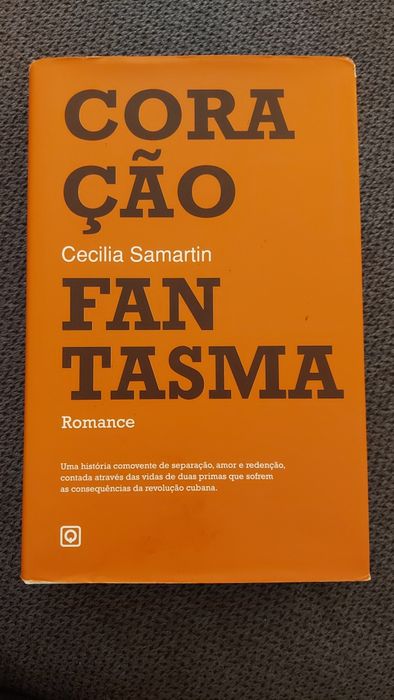 CORA
ÇÃO
Cecilia Samartin
FAN
TASMA
Romance
Uma história comovente de separação, amor e redenção,
contada através das vidas de duas primas que sofrem
as consequências da revolução cubana.
Q